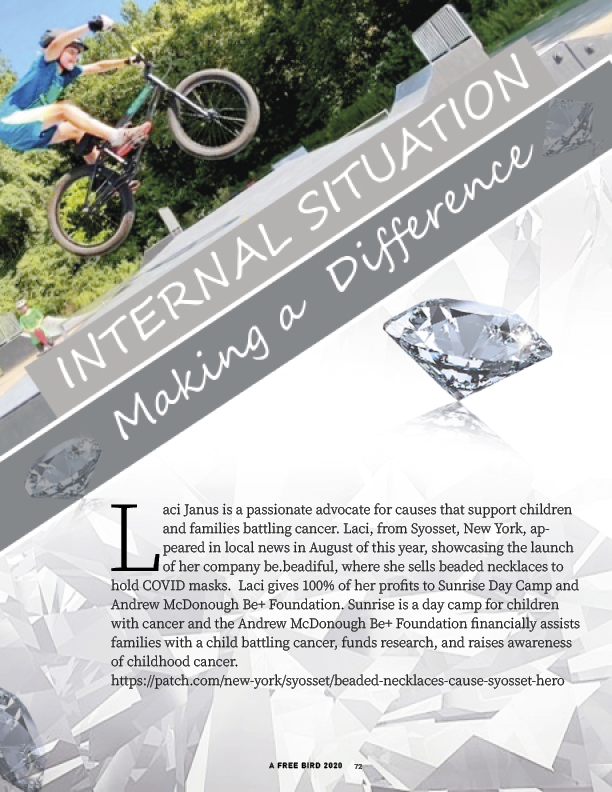 INTERNAL SITUATION
Making a Difference
Laci Janus is a passionate advocate for causes that support children
and families battling cancer. Laci, from Syosset, New York, ap-
peared in local news in August of this year, showcasing the launch
of her company be.beadiful, where she sells beaded necklaces to
hold COVID masks.  Laci gives 100% of her profits to Sunrise Day Camp and
Andrew McDonough Be+ Foundation. Sunrise is a day camp for children
with cancer and the Andrew McDonough Be+ Foundation financially assists
families with a child battling cancer, funds research, and raises awareness
of childhood cancer.
https://patch.com/new-york/syosset/beaded-necklaces-cause-syosset-hero
A FREE BIRD 2020 72